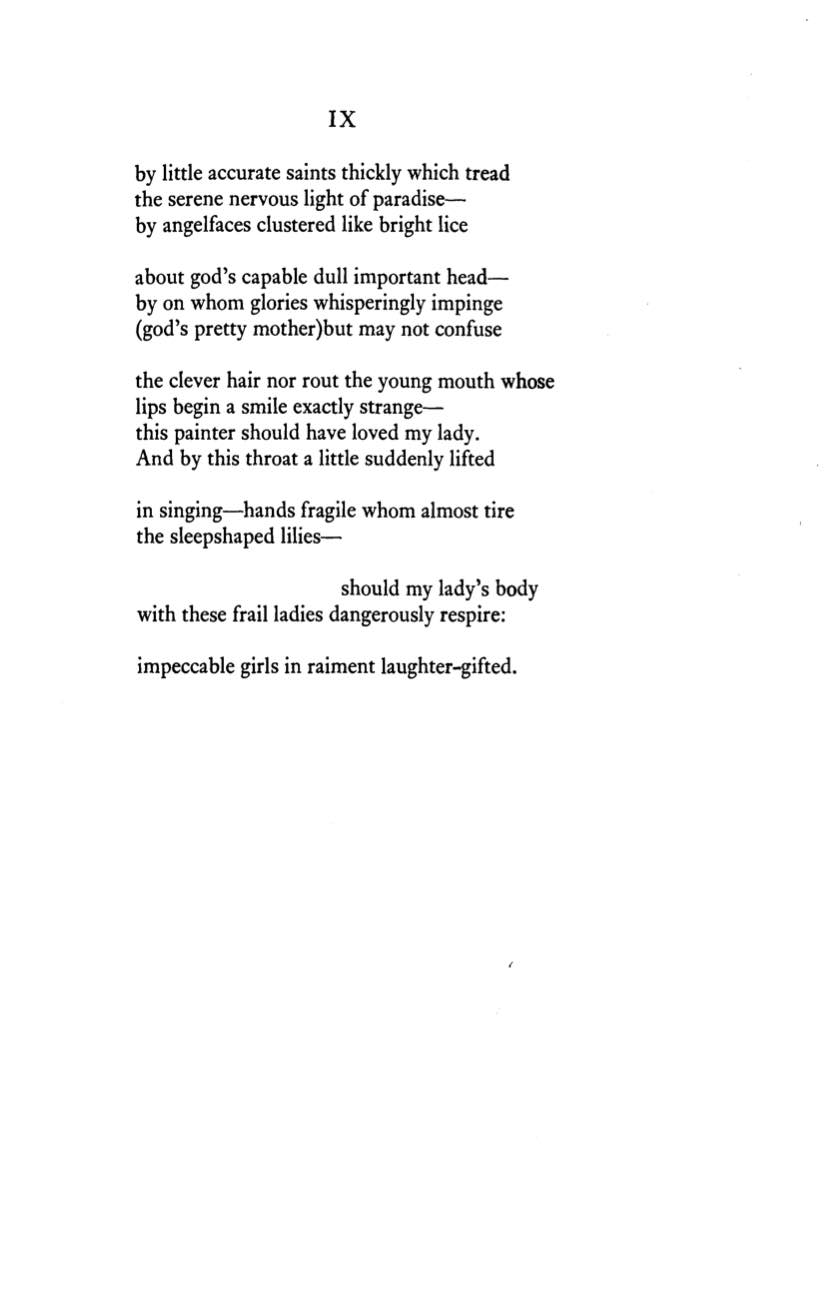 IX
by little accurate saints thickly which tread
the serene nervous light of paradise—
by angelfaces clustered like bright lice
about god's capable dull important head—
by on whom glories whisperingly impinge
(god's pretty mother)but may not confuse
the clever hair nor rout the young mouth whose
lips begin a smile exactly strange—
this painter should have loved my lady.
And by this throat a little suddenly lifted
in singing—hands fragile whom almost tire
the sleepshaped lilies—
should my lady's body
with these frail ladies dangerously respire:
impeccable girls in raiment laughter-gifted.